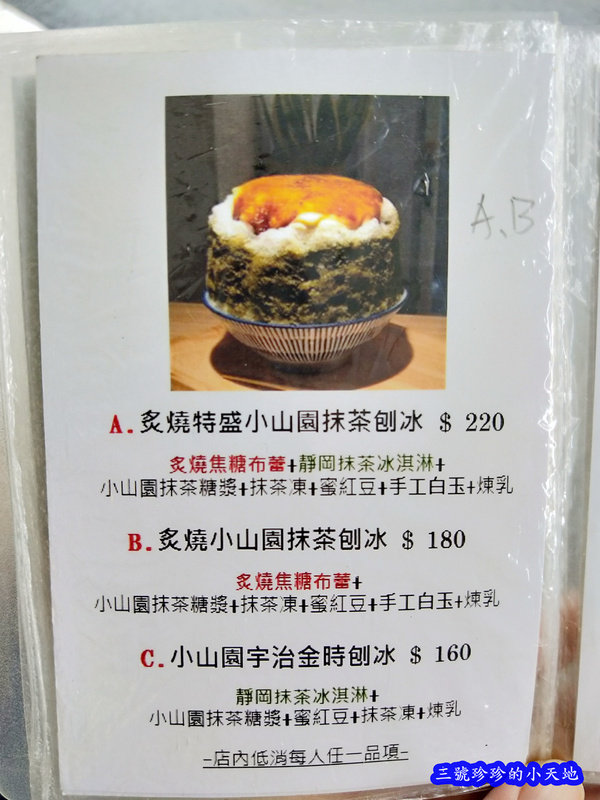 A、B
A.炙燒特盛小山園抹茶刨冰 $ 220
炙燒焦糖布蕾+靜岡抹茶冰淇淋+
小山園抹茶糖漿+抹茶凍+蜜紅豆+手工白玉+煉乳
B.炙燒小山園抹茶刨冰 $ 180
炙燒焦糖布蕾+
小山園抹茶糖漿+抹茶凍+蜜紅豆+手工白玉+煉乳
C.小山園宇治金時刨冰 $ 160
靜岡抹茶冰淇淋+
小山園抹茶糖漿+蜜紅豆+抹茶凍+煉乳
-店內低消每人任一品項-
三號珍珍的小天地